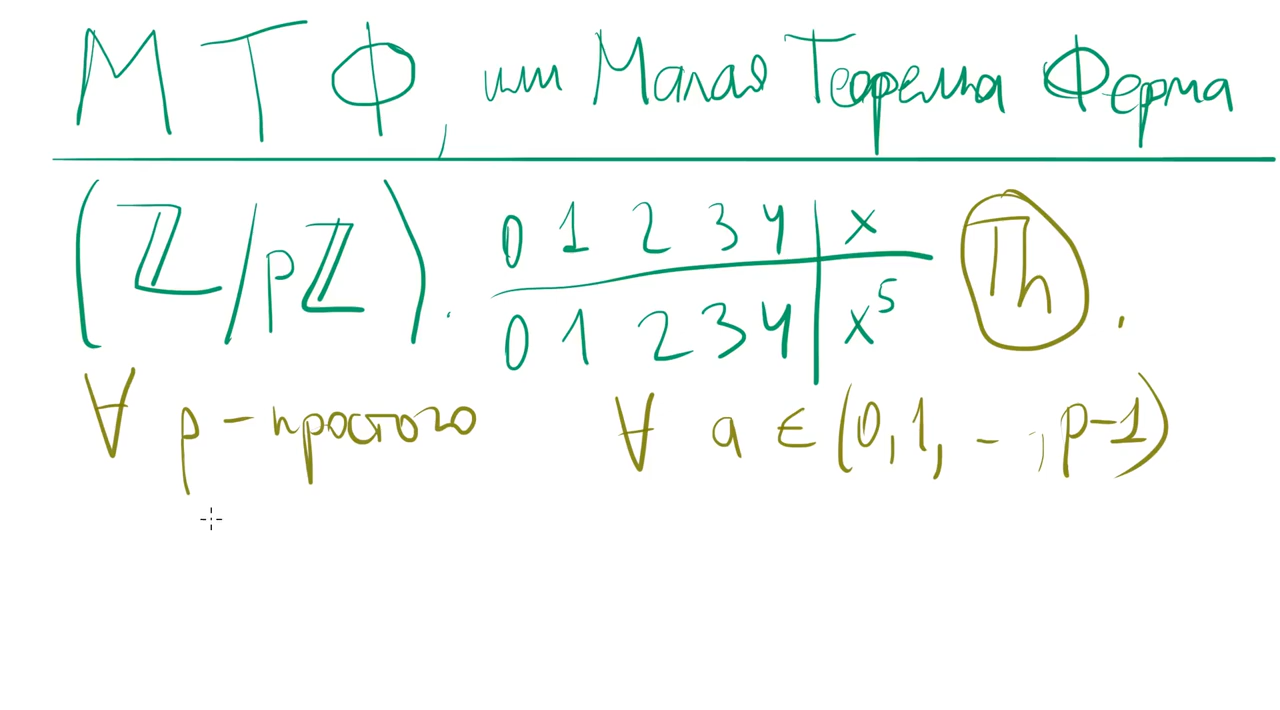 МТФ, или Малая Теорема Ферма
(ℤ/pℤ). 0 1 2 3 4 | x Th.
0 1 2 3 4 | x⁵
∀ p - простого ∀ a ∈ (0, 1, - , p-1)